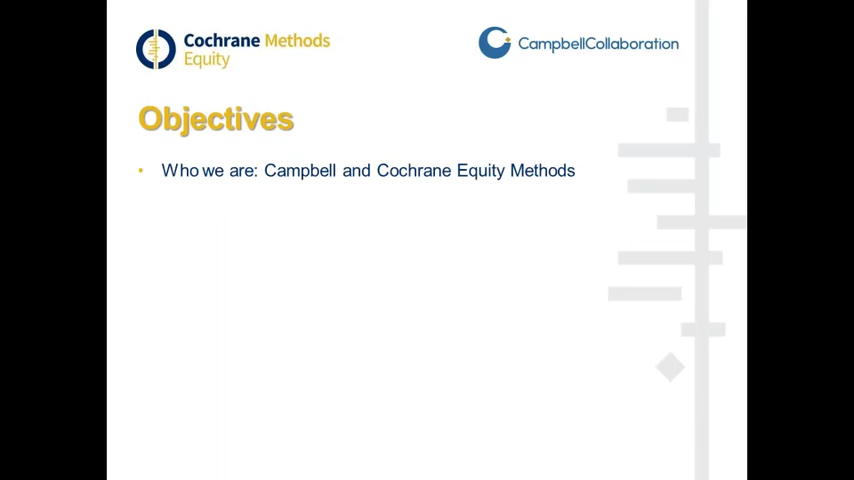 Cochrane Methods
Equity
CampbellCollaboration
Objectives
• Who we are: Campbell and Cochrane Equity Methods